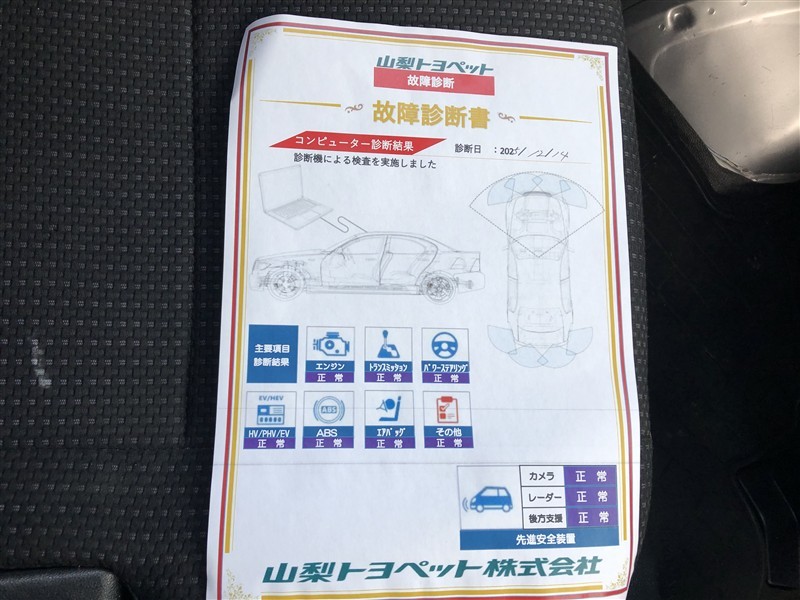 山梨トヨペット
故障診断
故障診断書
コンピューター診断結果
診断日 : 2025/12/14
診断機による検査を実施しました
主要項目
診断結果
エンジン
正常
トランスミッション
正常
パワーステアリング
正常
EV/HEV
HV/PHV/EV
正常
ABS
ABS
正常
エアバッグ
正常
その他
正常
カメラ 正常
レーダー 正常
後方支援 正常
先進安全装置
山梨トヨペット株式会社